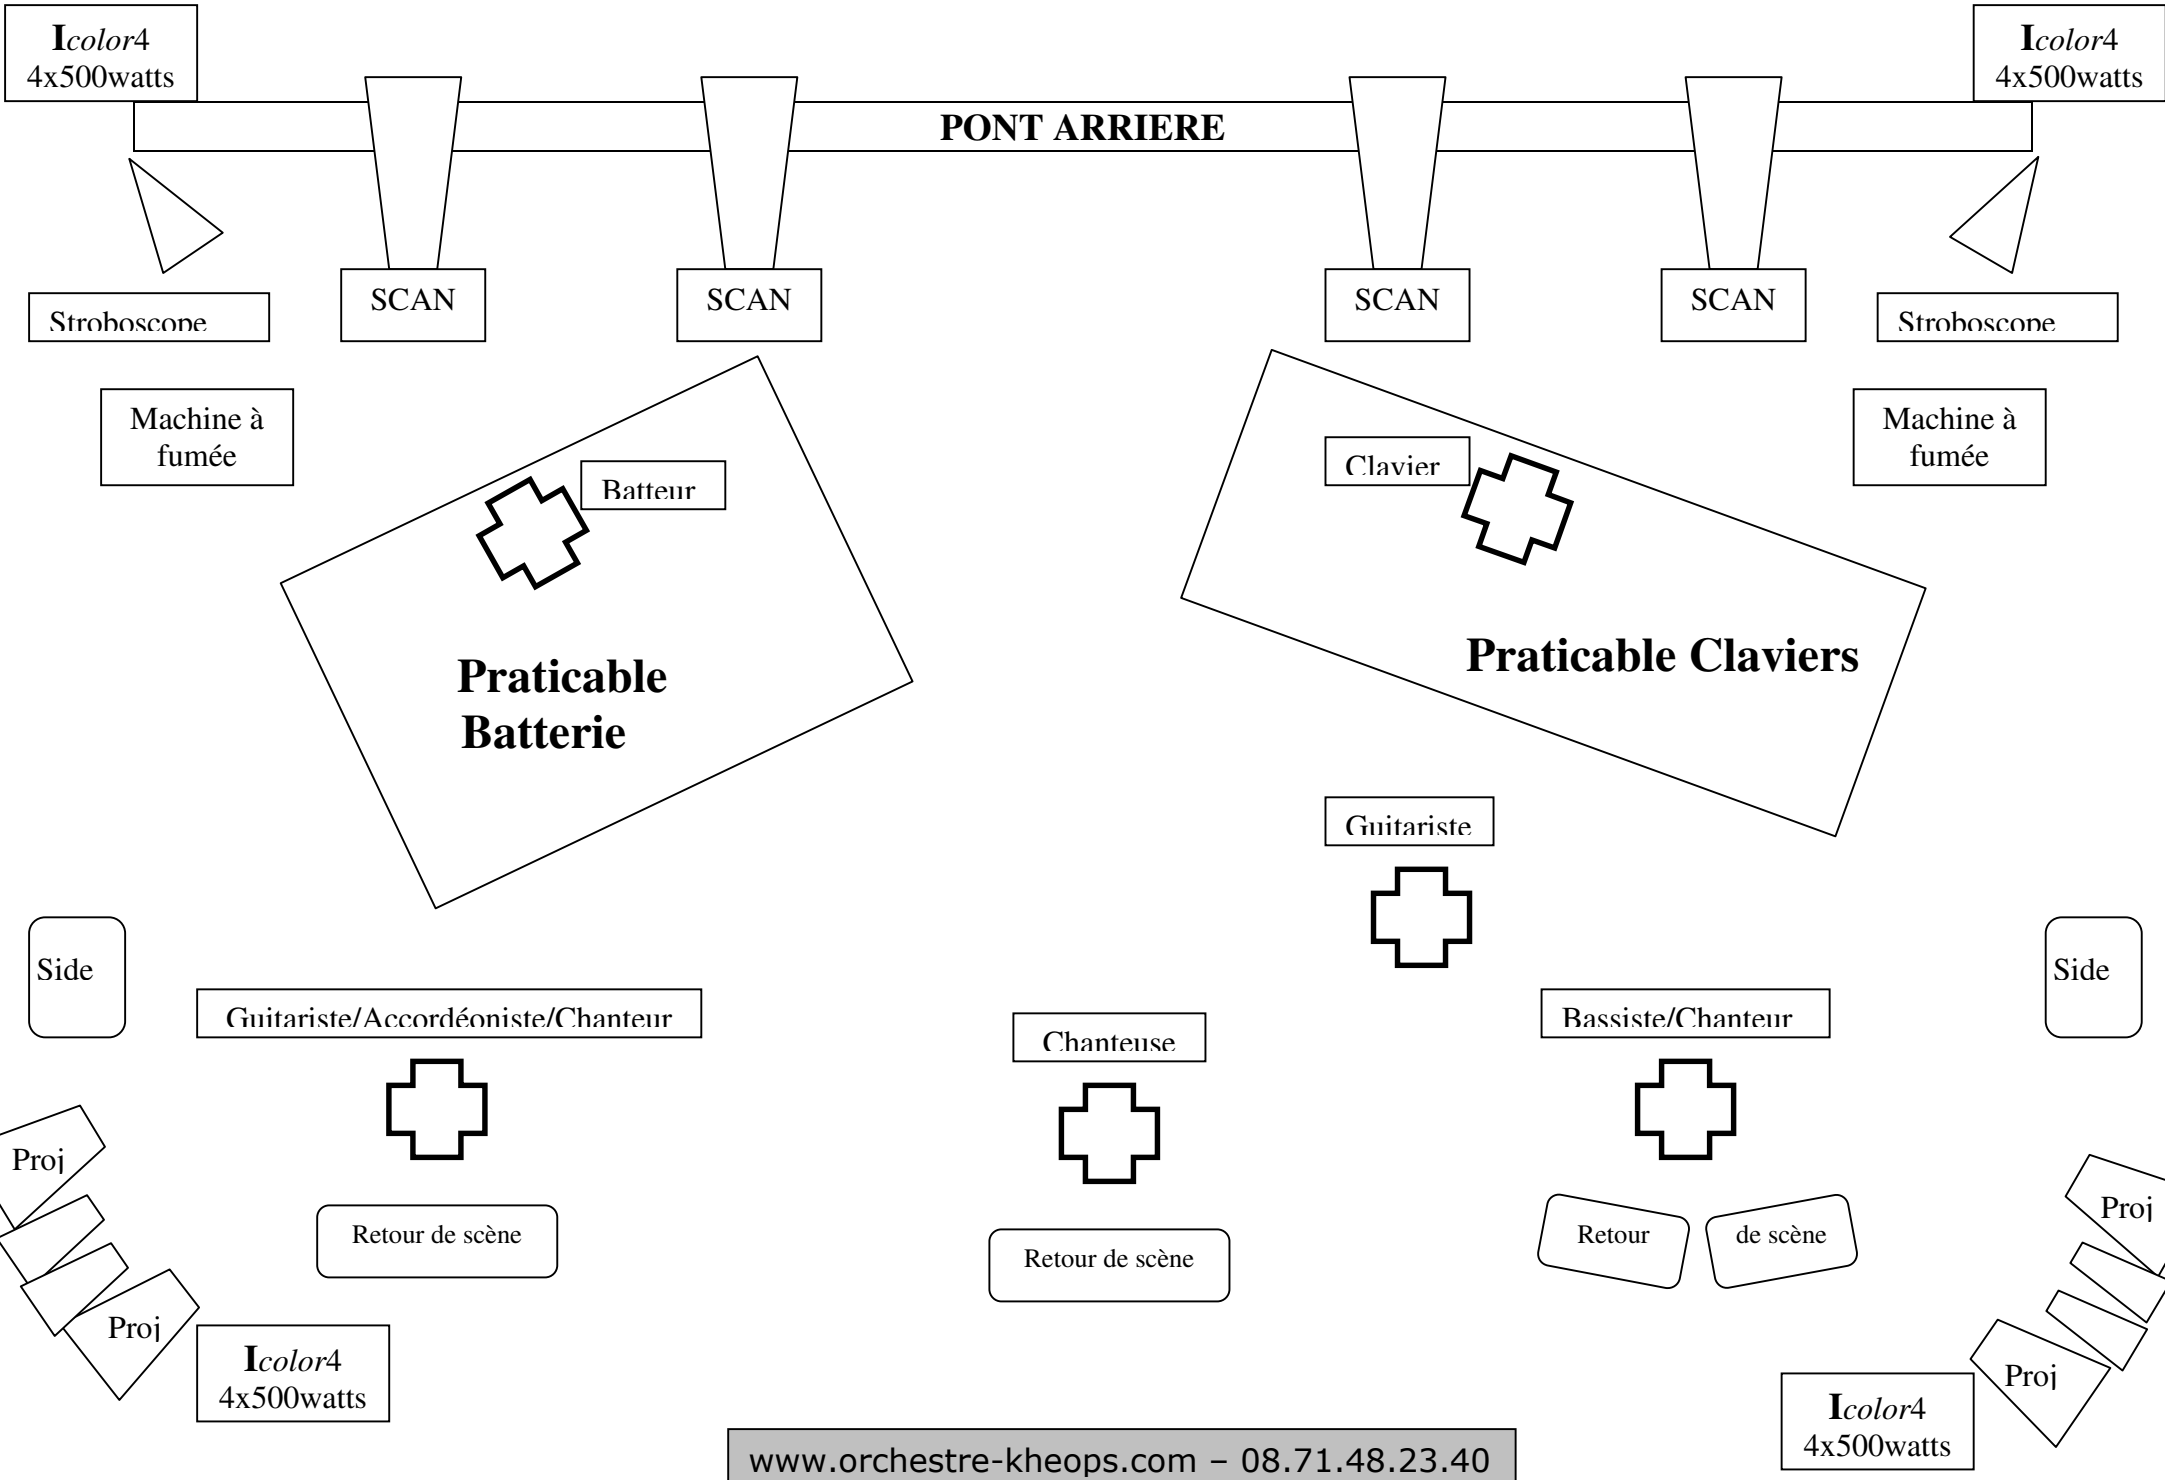 Icolor4
4x500watts
Icolor4
4x500watts
PONT ARRIERE
Stroboscope
SCAN
SCAN
SCAN
SCAN
Stroboscope
Machine à
fumée
Machine à
fumée
Batteur
Clavier
Praticable
Batterie
Praticable Claviers
Guitariste
Side
Side
Guitariste/Accordéoniste/Chanteur
Chanteuse
Bassiste/Chanteur
Proj
Proj
Retour de scène
Retour de scène
Retour
de scène
Proj
Icolor4
4x500watts
Proj
Icolor4
4x500watts
www.orchestre-kheops.com – 08.71.48.23.40